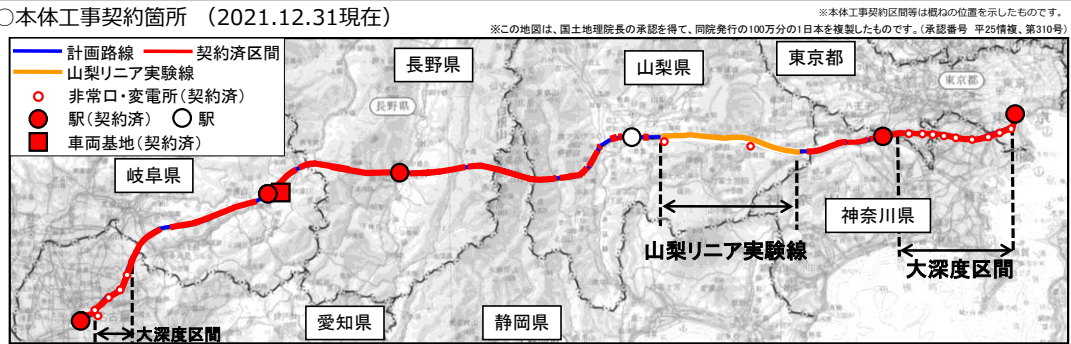 ○本体工事契約箇所 (2021.12.31現在)
※本体工事契約区間等は概ねの位置を示したものです。
※この地図は、国土地理院長の承認を得て、同院発行の100万分の1日本を複製したものです。(承認番号 平25情複、第310号)
計画路線 契約済区間
山梨リニア実験線
非常口・変電所(契約済)
駅(契約済) 駅
車両基地(契約済)
長野県
山梨県
東京都
長野県
東京都
岐阜県
神奈川県
山梨リニア実験線
大深度区間
愛知県
静岡県
大深度区間